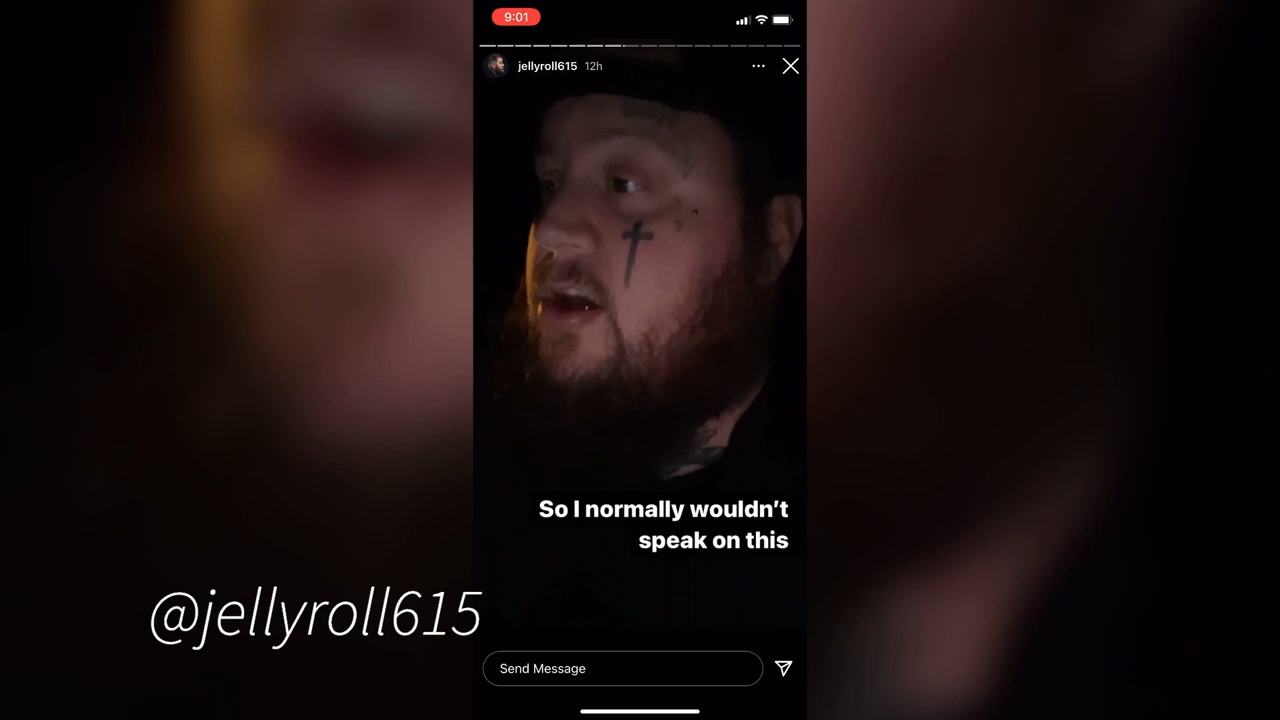 9:01
jellyroll615 12h
So I normally wouldn't
speak on this
@jellyroll615
Send Message